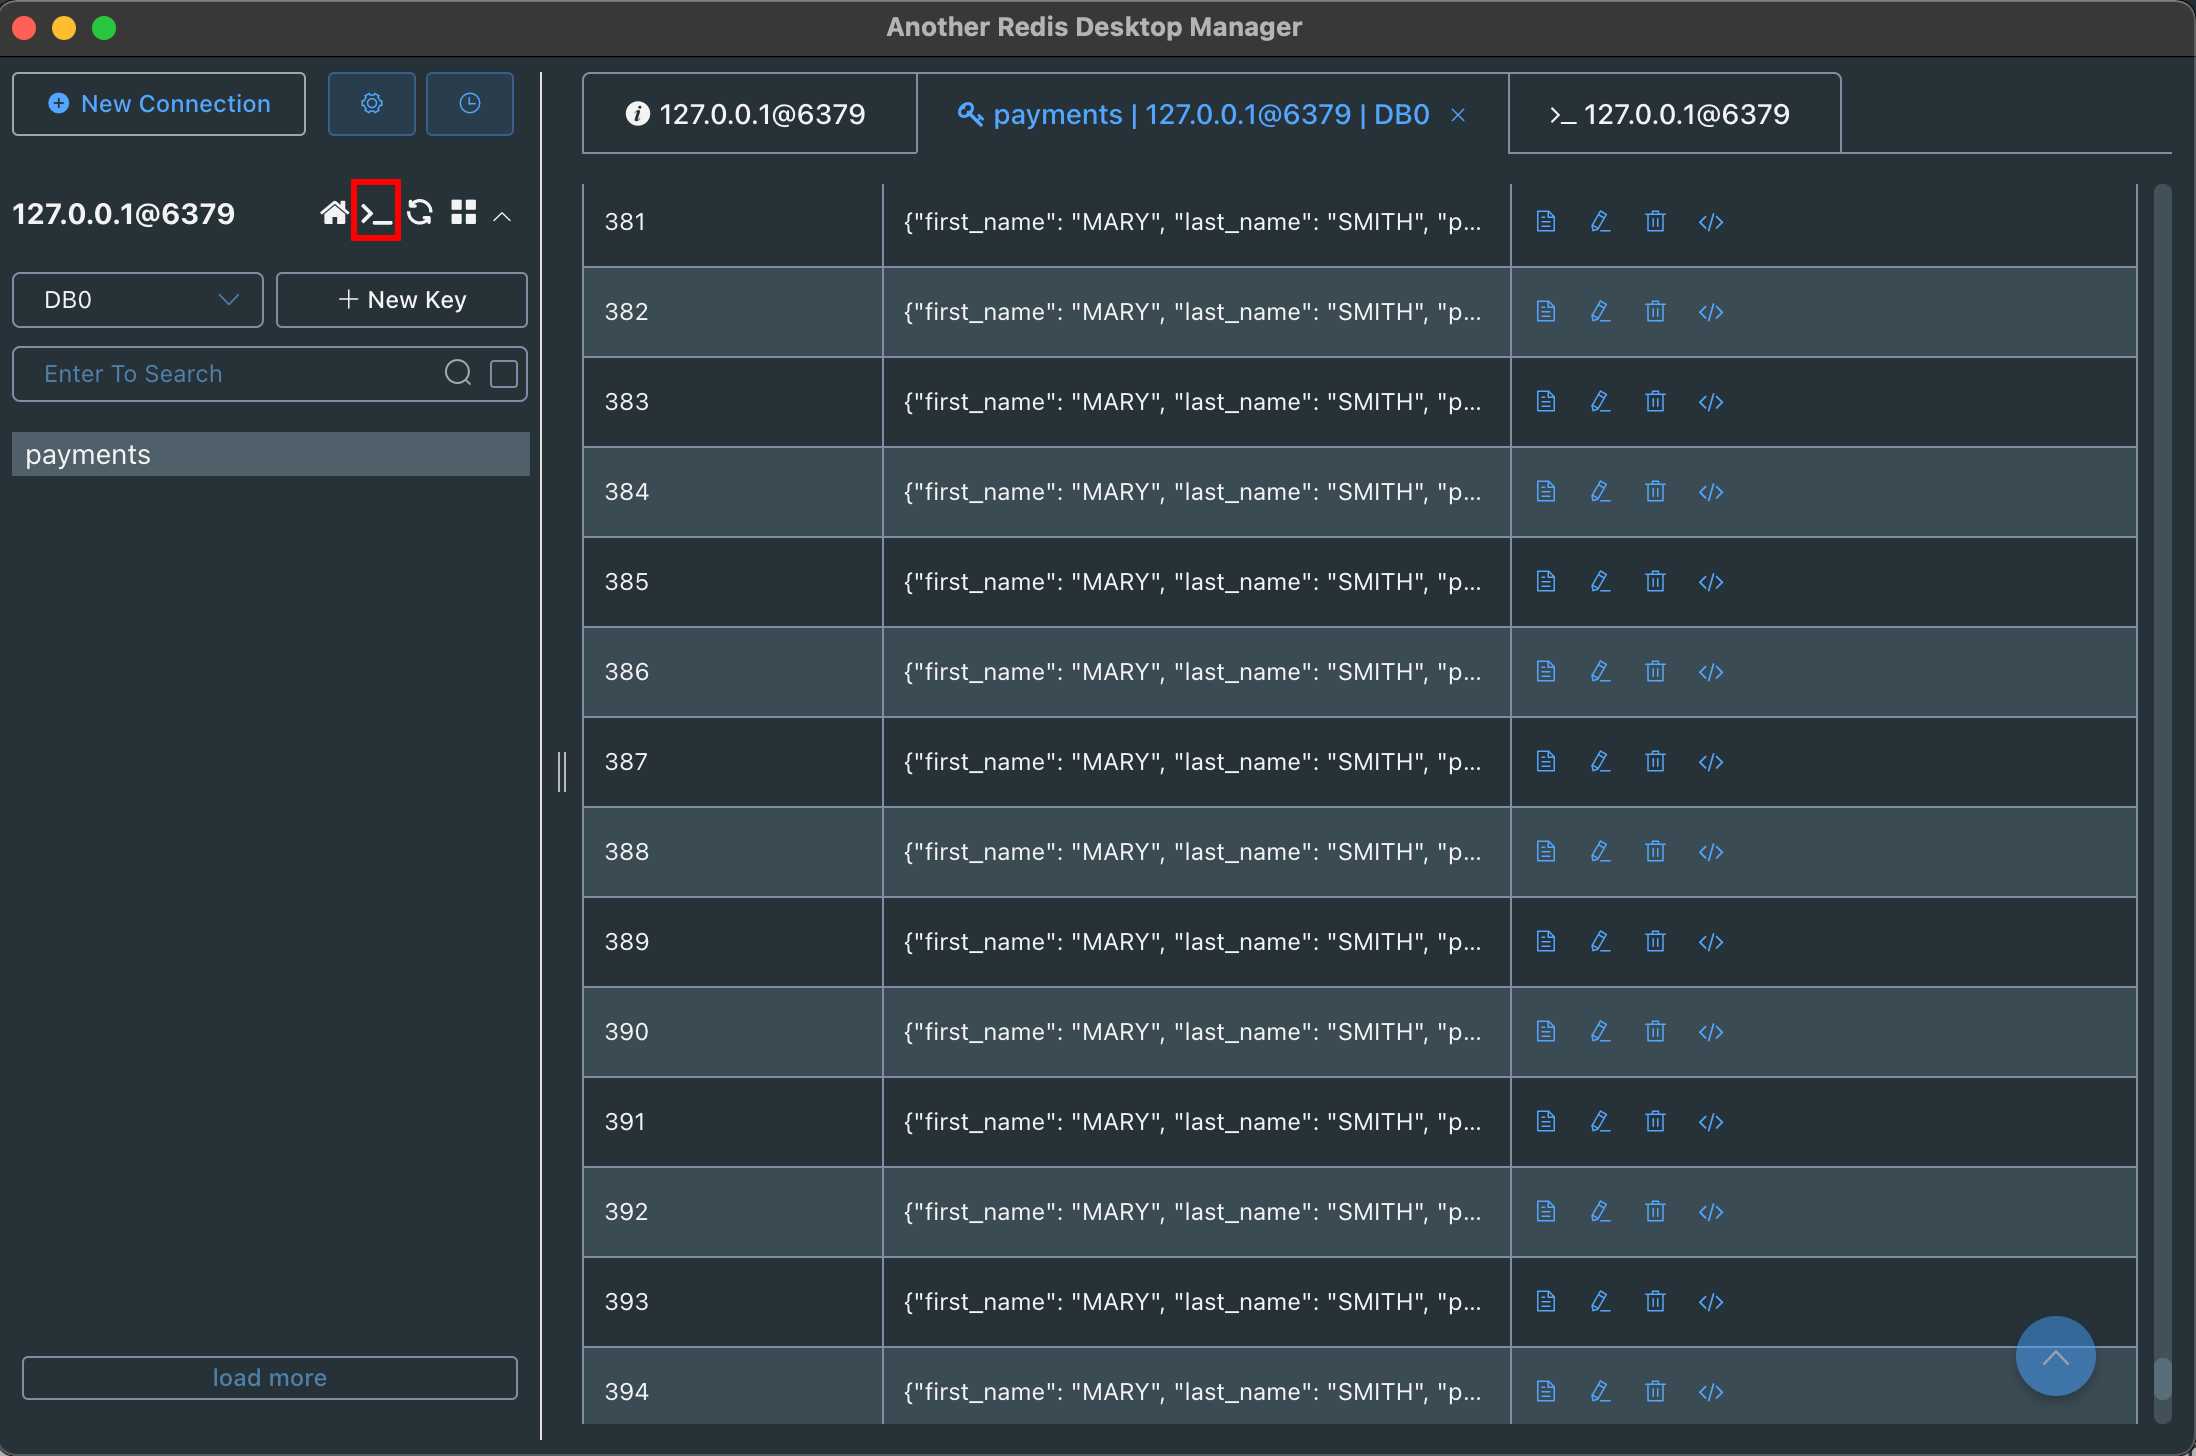 Another Redis Desktop Manager
New Connection
127.0.0.1@6379
DB0
New Key
Enter To Search
payments
load more
127.0.0.1@6379
payments | 127.0.0.1@6379 | DB0
>_ 127.0.0.1@6379
381 {"first_name": "MARY", "last_name": "SMITH", "p...
382 {"first_name": "MARY", "last_name": "SMITH", "p...
383 {"first_name": "MARY", "last_name": "SMITH", "p...
384 {"first_name": "MARY", "last_name": "SMITH", "p...
385 {"first_name": "MARY", "last_name": "SMITH", "p...
386 {"first_name": "MARY", "last_name": "SMITH", "p...
387 {"first_name": "MARY", "last_name": "SMITH", "p...
388 {"first_name": "MARY", "last_name": "SMITH", "p...
389 {"first_name": "MARY", "last_name": "SMITH", "p...
390 {"first_name": "MARY", "last_name": "SMITH", "p...
391 {"first_name": "MARY", "last_name": "SMITH", "p...
392 {"first_name": "MARY", "last_name": "SMITH", "p...
393 {"first_name": "MARY", "last_name": "SMITH", "p...
394 {"first_name": "MARY", "last_name": "SMITH", "p...